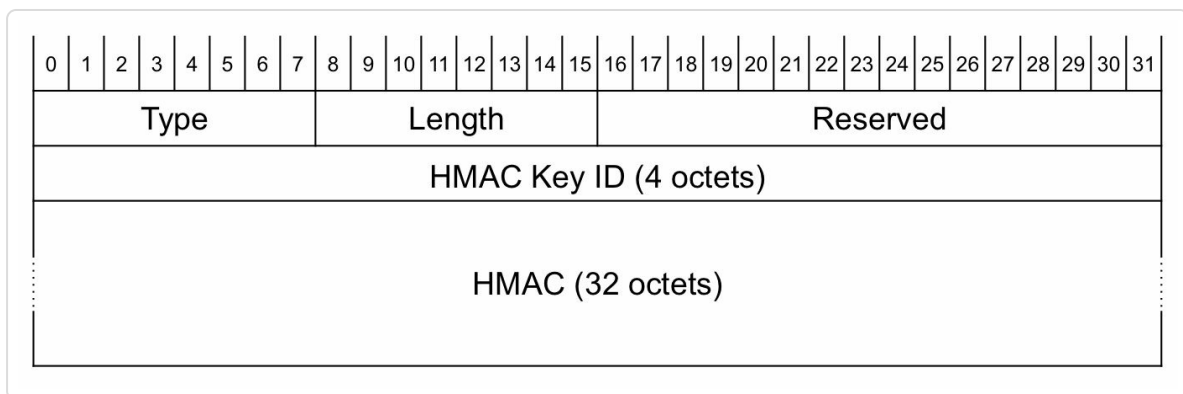 0 1 2 3 4 5 6 7 8 9 10 11 12 13 14 15 16 17 18 19 20 21 22 23 24 25 26 27 28 29 30 31
Type Length Reserved
HMAC Key ID (4 octets)
HMAC (32 octets)